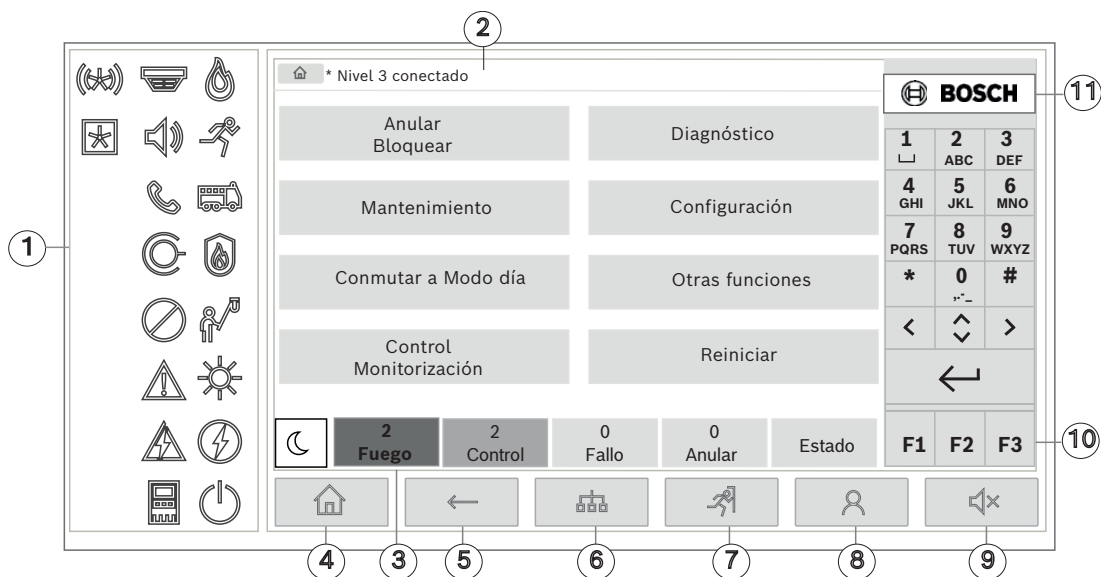 2
* Nivel 3 conectado
BOSCH
11
Anular
Bloquear
Diagnóstico
1
2
ABC
3
DEF
Mantenimiento
Configuración
4
GHI
5
JKL
6
MNO
1
7
PQRS
8
TUV
9
WXYZ
Conmutar a Modo día
Otras funciones
*
0
,.-_
#
Control
Monitorización
Reiniciar
< >
2
Fuego
2
Control
0
Fallo
0
Anular
Estado
F1 F2 F3
10
4
3
5
6
7
8
9